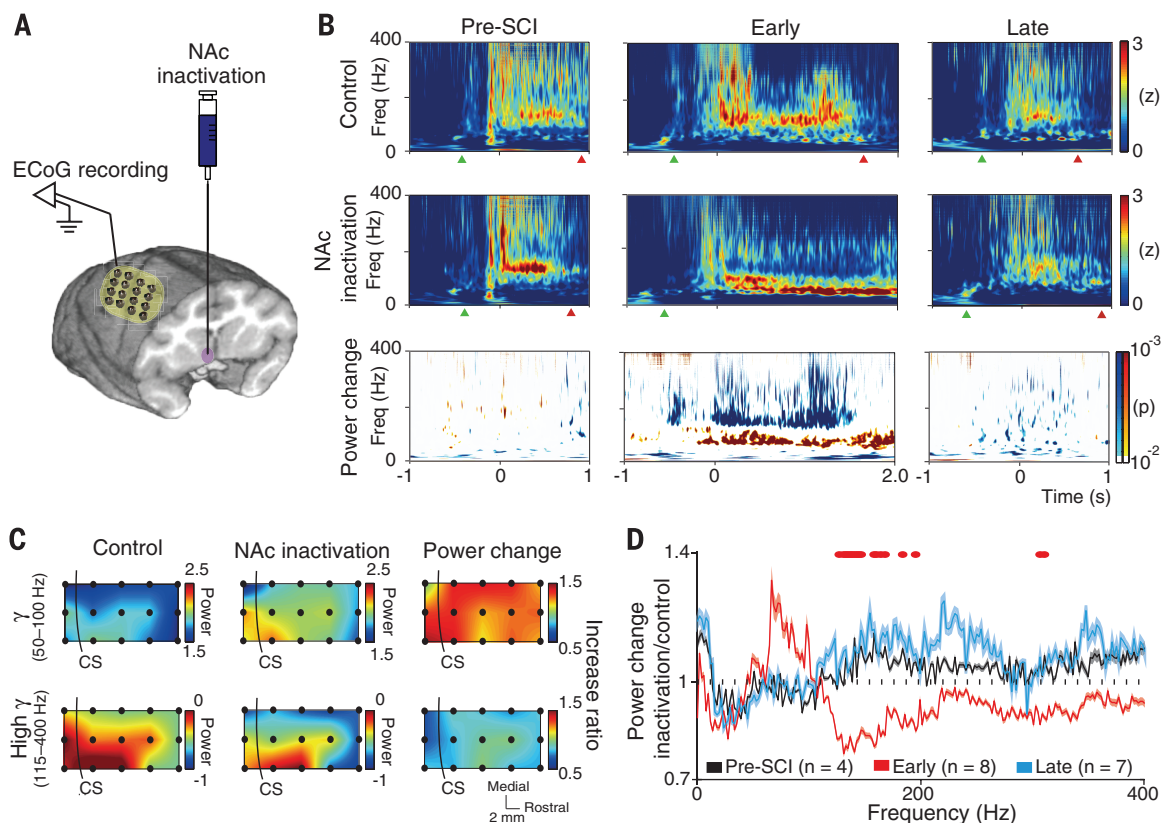 A
NAc
inactivation
ECoG recording
B
Pre-SCI
Early
Late
Control
Freq (Hz)
400
0
3
(z)
0
3
(z)
0
NAc
inactivation
Freq (Hz)
400
0
3
(z)
0
Power change
Freq (Hz)
400
0
10-3
(p)
10-2
-1
0
1
-1
0
2.0
-1
0
1
Time (s)
C
Control
NAc inactivation
Power change
γ
(50–100 Hz)
2.5
Power
1.5
CS
2.5
Power
1.5
CS
1.5
0.5
Increase ratio
High γ
(115–400 Hz)
0
Power
-1
CS
0
Power
-1
CS
1.5
0.5
CS
Medial
Rostral
2 mm
D
Power change
inactivation/control
1.4
1
0.7
Pre-SCI (n = 4) Early (n = 8) Late (n = 7)
0
200
400
Frequency (Hz)